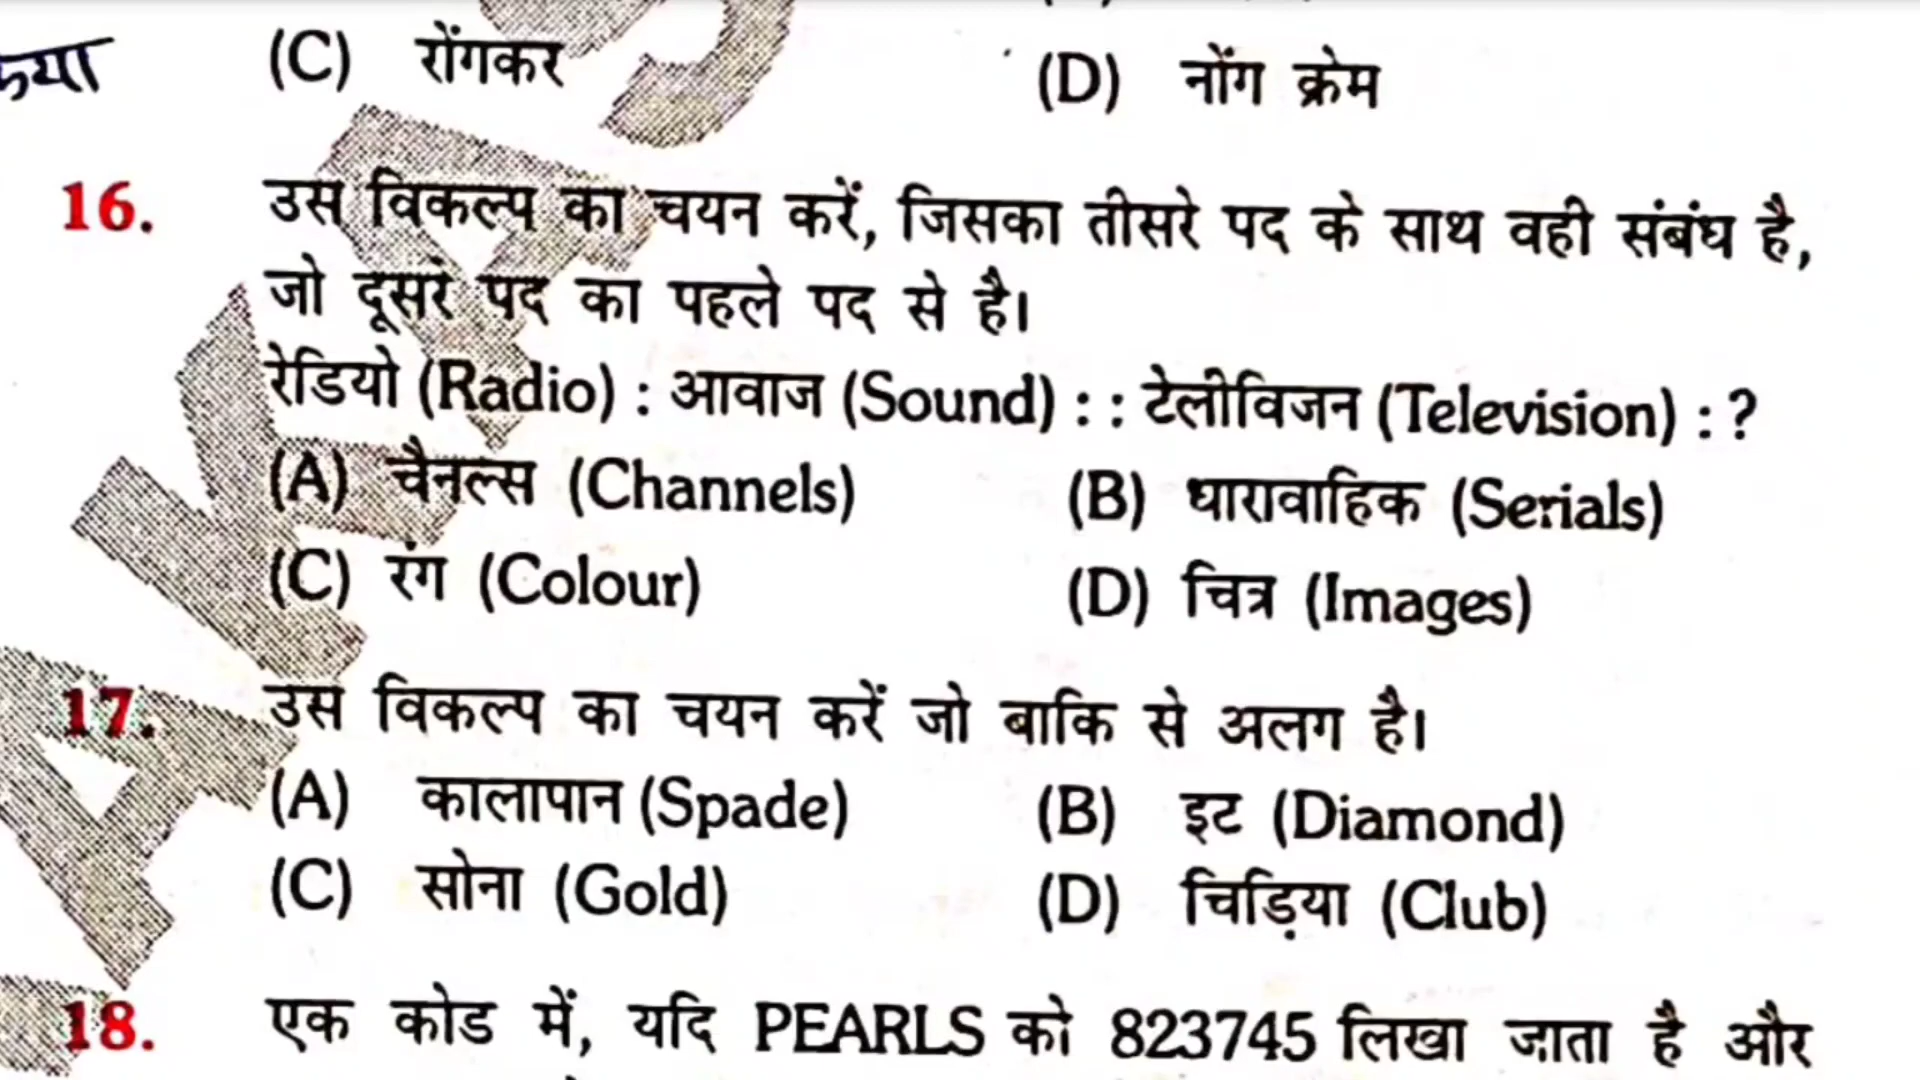 (C) रोंगकर (D) नोंग क्रेम
16. उस विकल्प का चयन करें, जिसका तीसरे पद के साथ वही संबंध है,
जो दूसरे पद का पहले पद से है।
रेडियो (Radio) : आवाज (Sound) : : टेलीविजन (Television) : ?
(A) चैनल्स (Channels) (B) धारावाहिक (Serials)
(C) रंग (Colour) (D) चित्र (Images)
17. उस विकल्प का चयन करें जो बाकि से अलग है।
(A) कालापान (Spade) (B) इट (Diamond)
(C) सोना (Gold) (D) चिड़िया (Club)
18. एक कोड में, यदि PEARLS को 823745 लिखा जाता है और